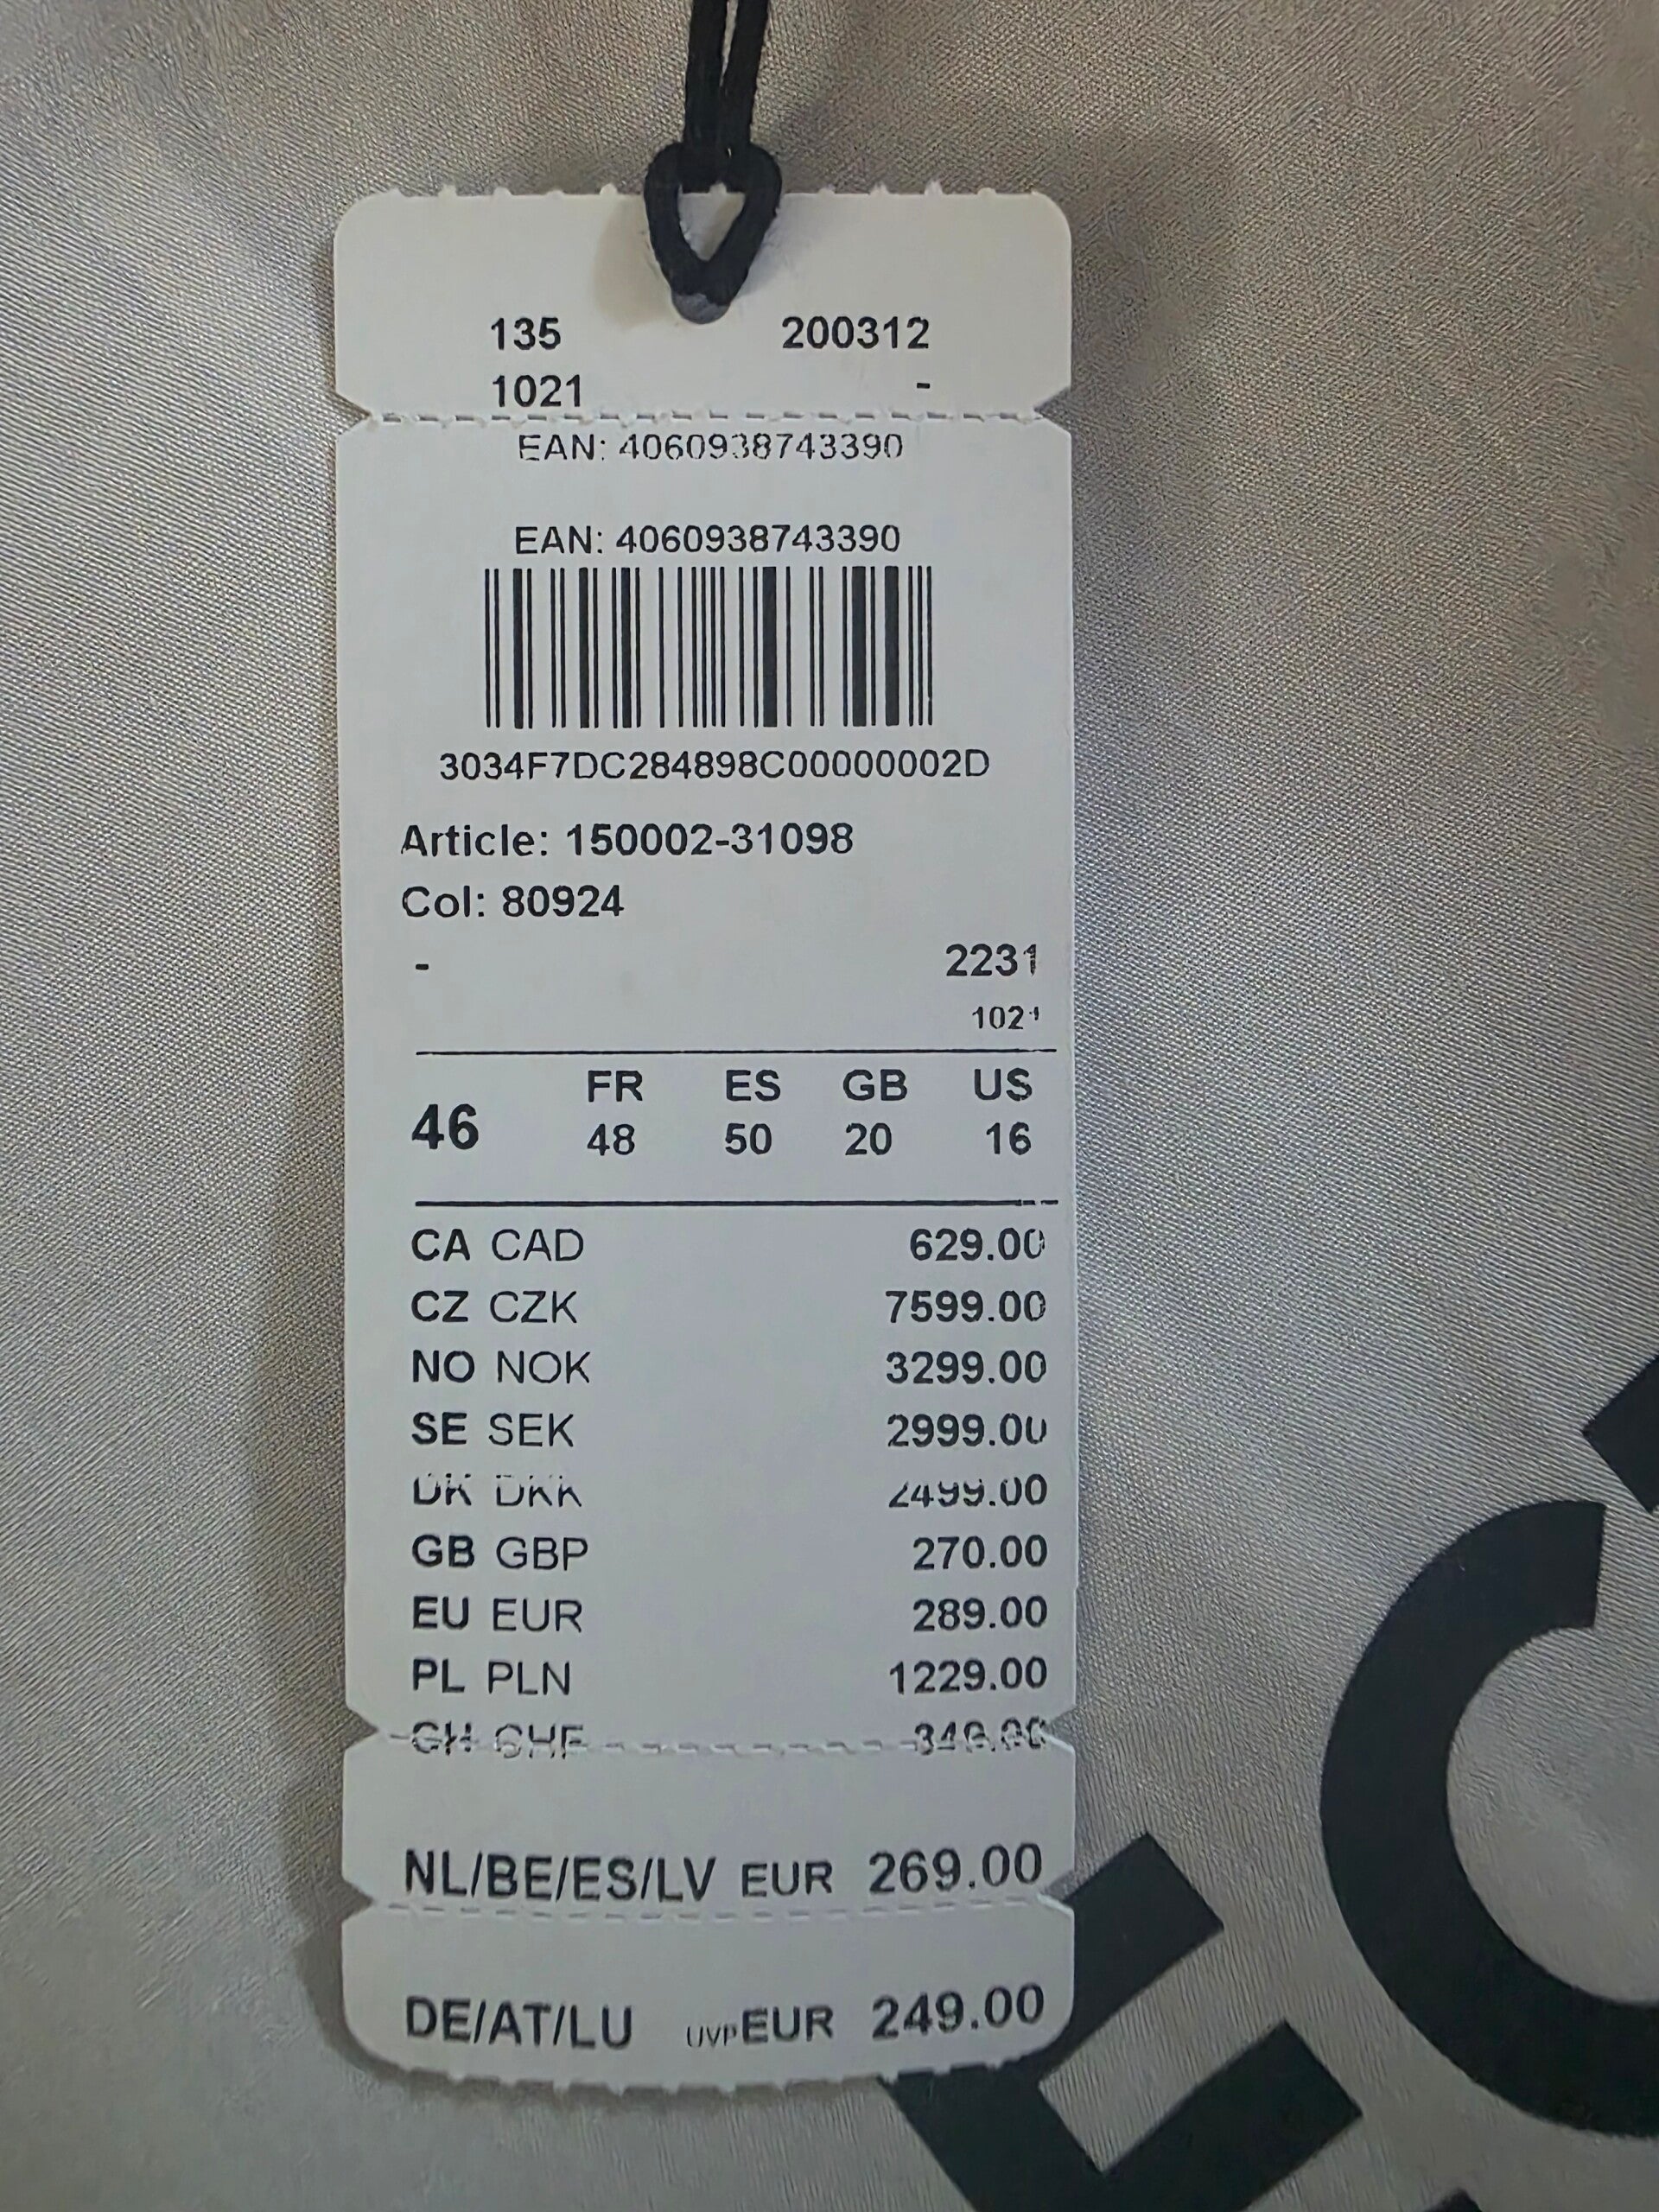 135 200312
1021 -
EAN: 4060938743390
EAN: 4060938743390
3034F7DC284898C00000002D
Article: 150002-31098
Col: 80924
- 2231
1021
FR ES GB US
46 48 50 20 16
CA CAD 629.00
CZ CZK 7599.00
NO NOK 3299.00
SE SEK 2999.00
DK DKK 2499.00
GB GBP 270.00
EU EUR 289.00
PL PLN 1229.00
CH CHF
NL/BE/ES/LV EUR 269.00
DE/AT/LU UVP EUR 249.00